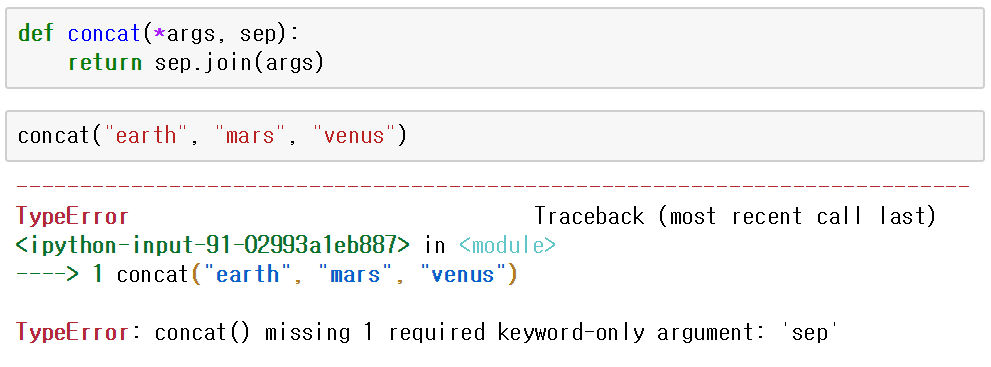 def concat(*args, sep):
    return sep.join(args)
concat("earth", "mars", "venus")
---------------------------------------------------------------------------
TypeError                                 Traceback (most recent call last)
<ipython-input-91-02993a1eb887> in <module>
----> 1 concat("earth", "mars", "venus")
TypeError: concat() missing 1 required keyword-only argument: 'sep'